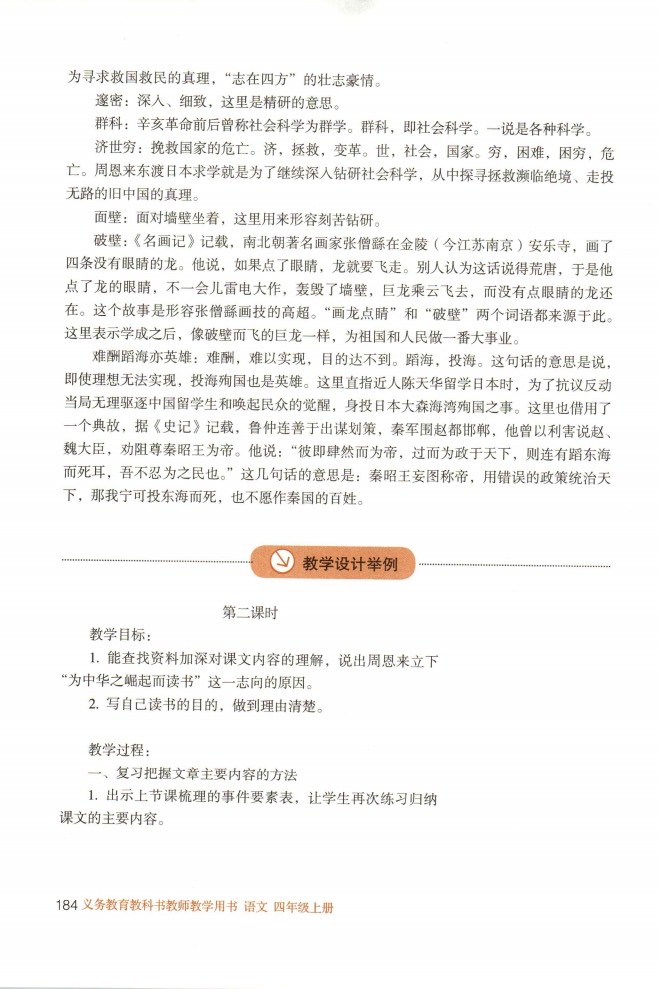 为寻求救国救民的真理，“志在四方”的壮志豪情。
邃密：深入、细致，这里是精研的意思。
群科：辛亥革命前后曾称社会科学为群学。群科，即社会科学。一说是各种科学。
济世穷：挽救国家的危亡。济，拯救，变革。世，社会，国家。穷，困难，困穷，危
亡。周恩来东渡日本求学就是为了继续深入钻研社会科学，从中探寻拯救濒临绝境、走投
无路的旧中国的真理。
面壁：面对墙壁坐着，这里用来形容刻苦钻研。
破壁：《名画记》记载，南北朝著名画家张僧繇在金陵（今江苏南京）安乐寺，画了
四条没有眼睛的龙。他说，如果点了眼睛，龙就要飞走。别人认为这话说得荒唐，于是他
点了龙的眼睛，不一会儿雷电大作，轰毁了墙壁，巨龙乘云飞去，而没有点眼睛的龙还
在。这个故事是形容张僧繇画技的高超。“画龙点睛”和“破壁”两个词语都来源于此。
这里表示学成之后，像破壁而飞的巨龙一样，为祖国和人民做一番大事业。
难酬蹈海亦英雄：难酬，难以实现，目的达不到。蹈海，投海。这句话的意思是说，
即使理想无法实现，投海殉国也是英雄。这里直指近人陈天华留学日本时，为了抗议反动
当局无理驱逐中国留学生和唤起民众的觉醒，身投日本大森海湾殉国之事。这里也借用了
一个典故，据《史记》记载，鲁仲连善于出谋划策，秦军围赵都邯郸，他曾以利害说赵、
魏大臣，劝阻尊秦昭王为帝。他说：“彼即肆然而为帝，过而为政于天下，则连有蹈东海
而死耳，吾不忍为之民也。”这几句话的意思是：秦昭王妄图称帝，用错误的政策统治天
下，那我宁可投东海而死，也不愿作秦国的百姓。
教学设计举例
第二课时
教学目标：
1. 能查找资料加深对课文内容的理解，说出周恩来立下
“为中华之崛起而读书”这一志向的原因。
2. 写自己读书的目的，做到理由清楚。
教学过程：
一、复习把握文章主要内容的方法
1. 出示上节课梳理的事件要素表，让学生再次练习归纳
课文的主要内容。
184 义务教育教科书教师教学用书 语文 四年级上册